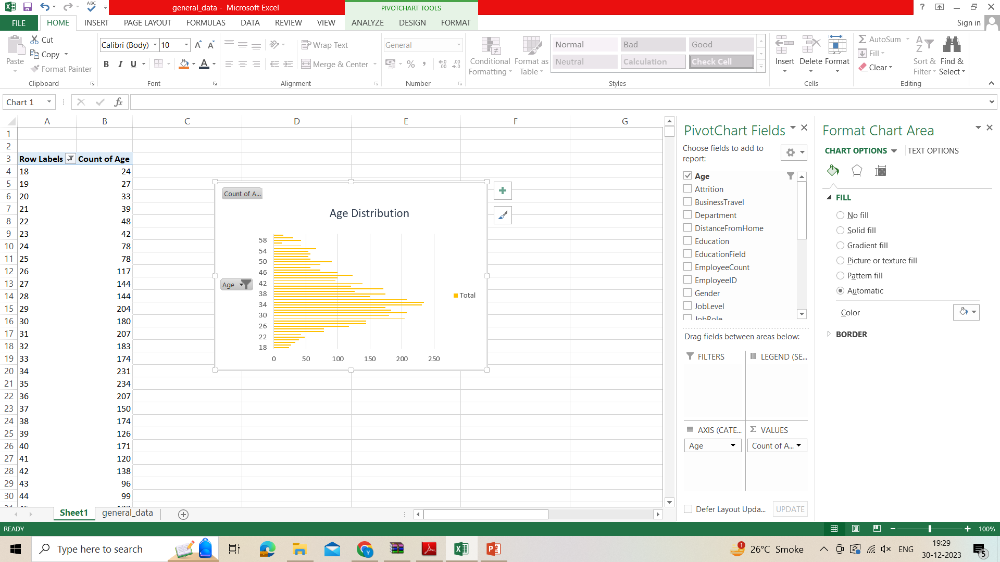 general_data - Microsoft Excel
PIVOTCHART TOOLS
FILE HOME INSERT PAGE LAYOUT FORMULAS DATA REVIEW VIEW ANALYZE DESIGN FORMAT Sign in
Paste
Cut
Copy
Format Painter
Clipboard
Calibri (Body) 10
B I U
Font
Wrap Text
Merge & Center
Alignment
General
Number
Conditional Formatting
Format as Table
Normal Bad Good
Neutral Calculation Check Cell
Styles
Insert Delete Format
Cells
AutoSum
Fill
Clear
Sort & Filter
Find & Select
Editing
Chart 1
fx
A B C D E F G
1
2
3 Row Labels Count of Age
4 18 24
5 19 27
6 20 33
7 21 39
8 22 48
9 23 42
10 24 78
11 25 78
12 26 117
13 27 144
14 28 144
15 29 204
16 30 180
17 31 207
18 32 183
19 33 174
20 34 231
21 35 234
22 36 207
23 37 150
24 38 174
25 39 126
26 40 171
27 41 120
28 42 138
29 43 96
30 44 99
Count of A...
Age Distribution
58
54
50
46
42
38
34
30
26
22
18
0 50 100 150 200 250
Age
Total
PivotChart Fields
Choose fields to add to
report:
Age
Attrition
BusinessTravel
Department
DistanceFromHome
Education
EducationField
EmployeeCount
EmployeeID
Gender
JobLevel
JobRole
Drag fields between areas below:
FILTERS
LEGEND (SE...
AXIS (CATE...
VALUES
Age
Count of A...
Defer Layout Upda...
UPDATE
Format Chart Area
CHART OPTIONS TEXT OPTIONS
FILL
No fill
Solid fill
Gradient fill
Picture or texture fill
Pattern fill
Automatic
Color
BORDER
Sheet1 general_data
READY
100%
Type here to search
1
26°C Smoke
ENG
19:29
30-12-2023
5